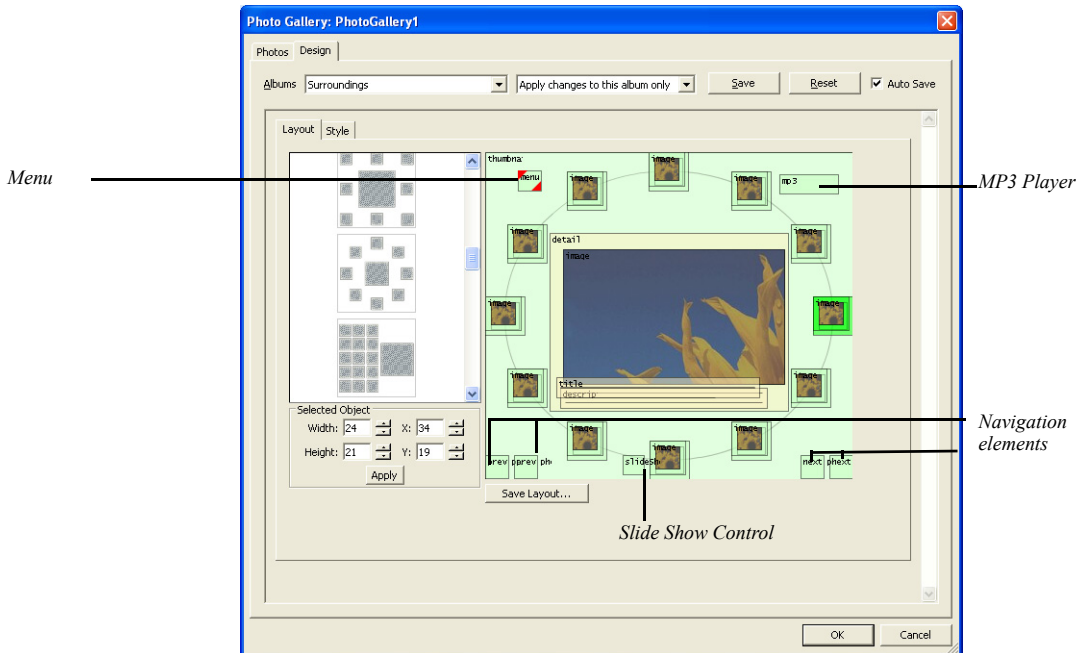 Photo Gallery: PhotoGallery1
Photos Design
Albums Surroundings Apply changes to this album only Save Reset Auto Save
Layout Style
Menu
MP3 Player
thumbna
menu
mp3
image
image
image
image
image
detail
image
image
image
image
image
image
title
descrip
image
image
image
prev
pprev
slideSh
next
Selected Object
Width: 24 X: 34
Height: 21 Y: 19
Apply
Save Layout...
Navigation
elements
Slide Show Control
OK Cancel